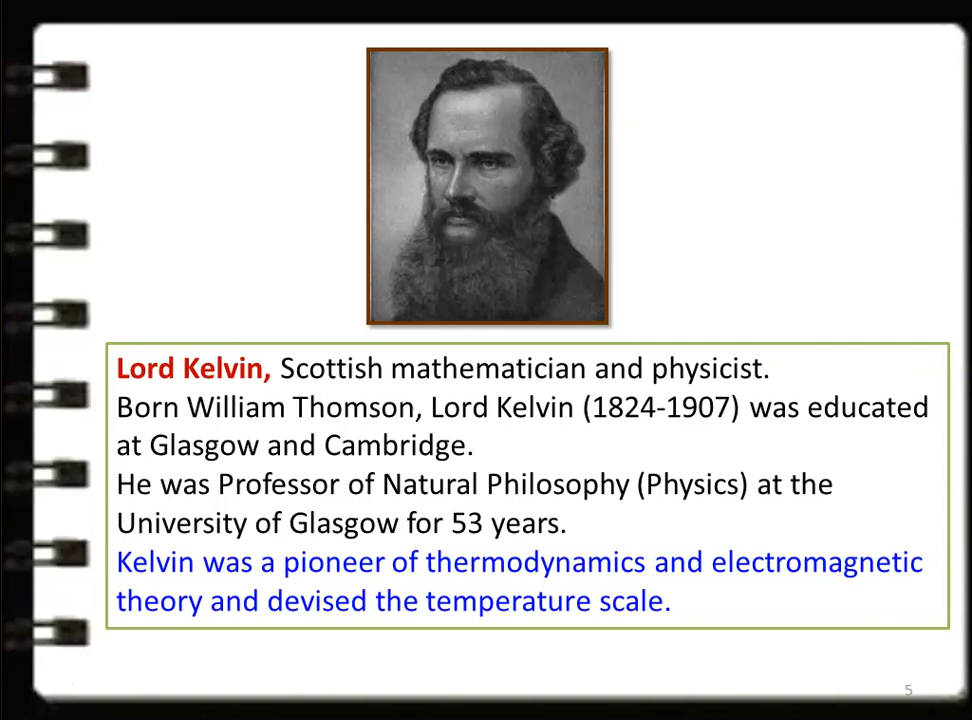 Lord Kelvin, Scottish mathematician and physicist.
Born William Thomson, Lord Kelvin (1824-1907) was educated
at Glasgow and Cambridge.
He was Professor of Natural Philosophy (Physics) at the
University of Glasgow for 53 years.
Kelvin was a pioneer of thermodynamics and electromagnetic
theory and devised the temperature scale.
5